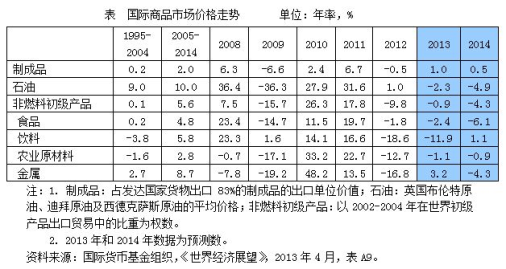 表 国际商品市场价格走势 单位：年率，%
1995-2004 2005-2014 2008 2009 2010 2011 2012 2013 2014
制成品 0.2 2.0 6.3 -6.6 2.4 6.7 -0.5 1.0 0.5
石油 9.0 10.0 36.4 -36.3 27.9 31.6 1.0 -2.3 -4.9
非燃料初级产品 0.1 5.6 7.5 -15.7 26.3 17.8 -9.8 -0.9 -4.3
食品 0.2 4.8 23.4 -14.7 11.5 19.7 -1.8 -2.4 -6.1
饮料 -3.8 5.8 23.3 1.6 14.1 16.6 -18.6 -11.9 1.1
农业原材料 -1.6 2.8 -0.7 -17.1 33.2 22.7 -12.7 -1.1 -0.9
金属 2.7 8.7 -7.8 -19.2 48.2 13.5 -16.8 3.2 -4.3
注：1. 制成品：占发达国家货物出口 83%的制成品的出口单位价值；石油：英国布伦特原
油、迪拜原油及西德克萨斯原油的平均价格；非燃料初级产品：以 2002-2004 年在世界初级
产品出口贸易中的比重为权数。
2. 2013 年和 2014 年数据为预测数。
资料来源：国际货币基金组织，《世界经济展望》，2013 年 4 月，表 A9。